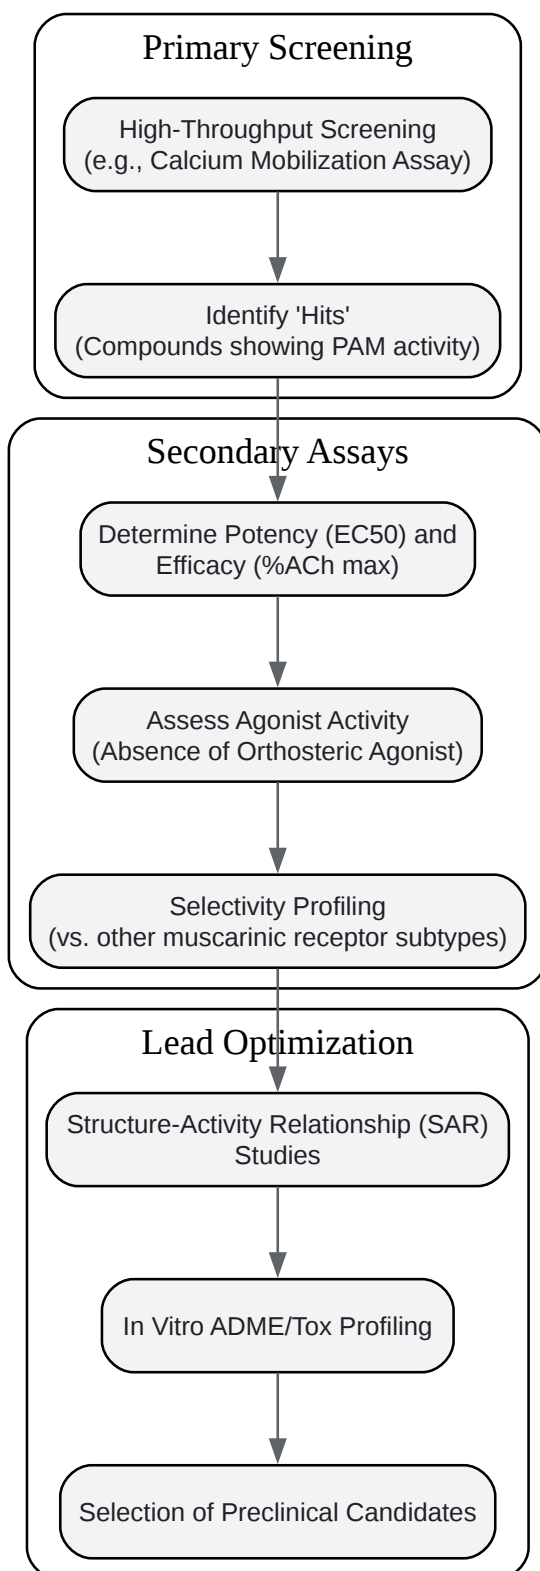 Primary Screening
High-Throughput Screening
(e.g., Calcium Mobilization Assay)
Identify 'Hits'
(Compounds showing PAM activity)
Secondary Assays
Determine Potency (EC50) and
Efficacy (%ACh max)
Assess Agonist Activity
(Absence of Orthosteric Agonist)
Selectivity Profiling
(vs. other muscarinic receptor subtypes)
Lead Optimization
Structure-Activity Relationship (SAR)
Studies
In Vitro ADME/Tox Profiling
Selection of Preclinical Candidates